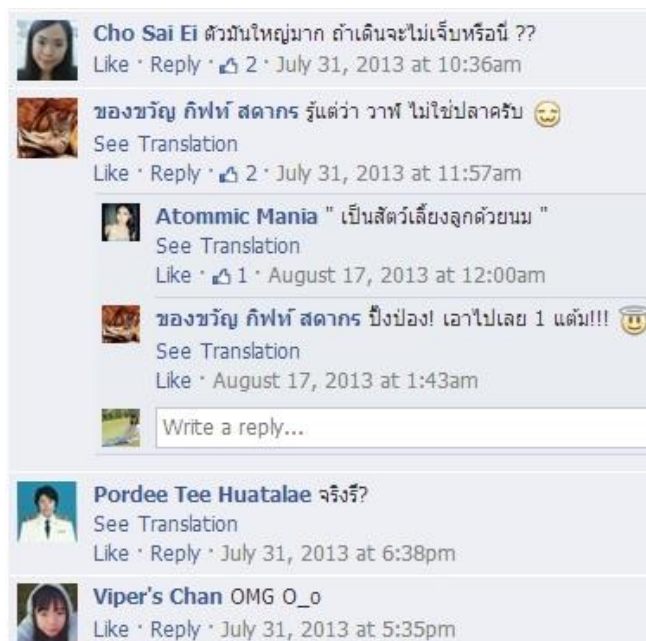 Cho Sai Ei ตัวมันใหญ่มาก ถ้าเดินจะไม่เจ็บหรือนี่ ??
Like · Reply · 2 · July 31, 2013 at 10:36am
ของขวัญ กิฟท์ สดากร รู้แต่ว่า วาฬ ไม่ใช่ปลาครับ
See Translation
Like · Reply · 2 · July 31, 2013 at 11:57am
Atommic Mania " เป็นสัตว์เลี้ยงลูกด้วยนม "
See Translation
Like · 1 · August 17, 2013 at 12:00am
ของขวัญ กิฟท์ สดากร ปิ๊งป่อง! เอาไปเลย 1 แต้ม!!!
See Translation
Like · August 17, 2013 at 1:43am
Write a reply...
Pordee Tee Huatalae จริงรึ?
See Translation
Like · Reply · July 31, 2013 at 6:38pm
Viper's Chan OMG O_o
Like · Reply · July 31, 2013 at 5:35pm